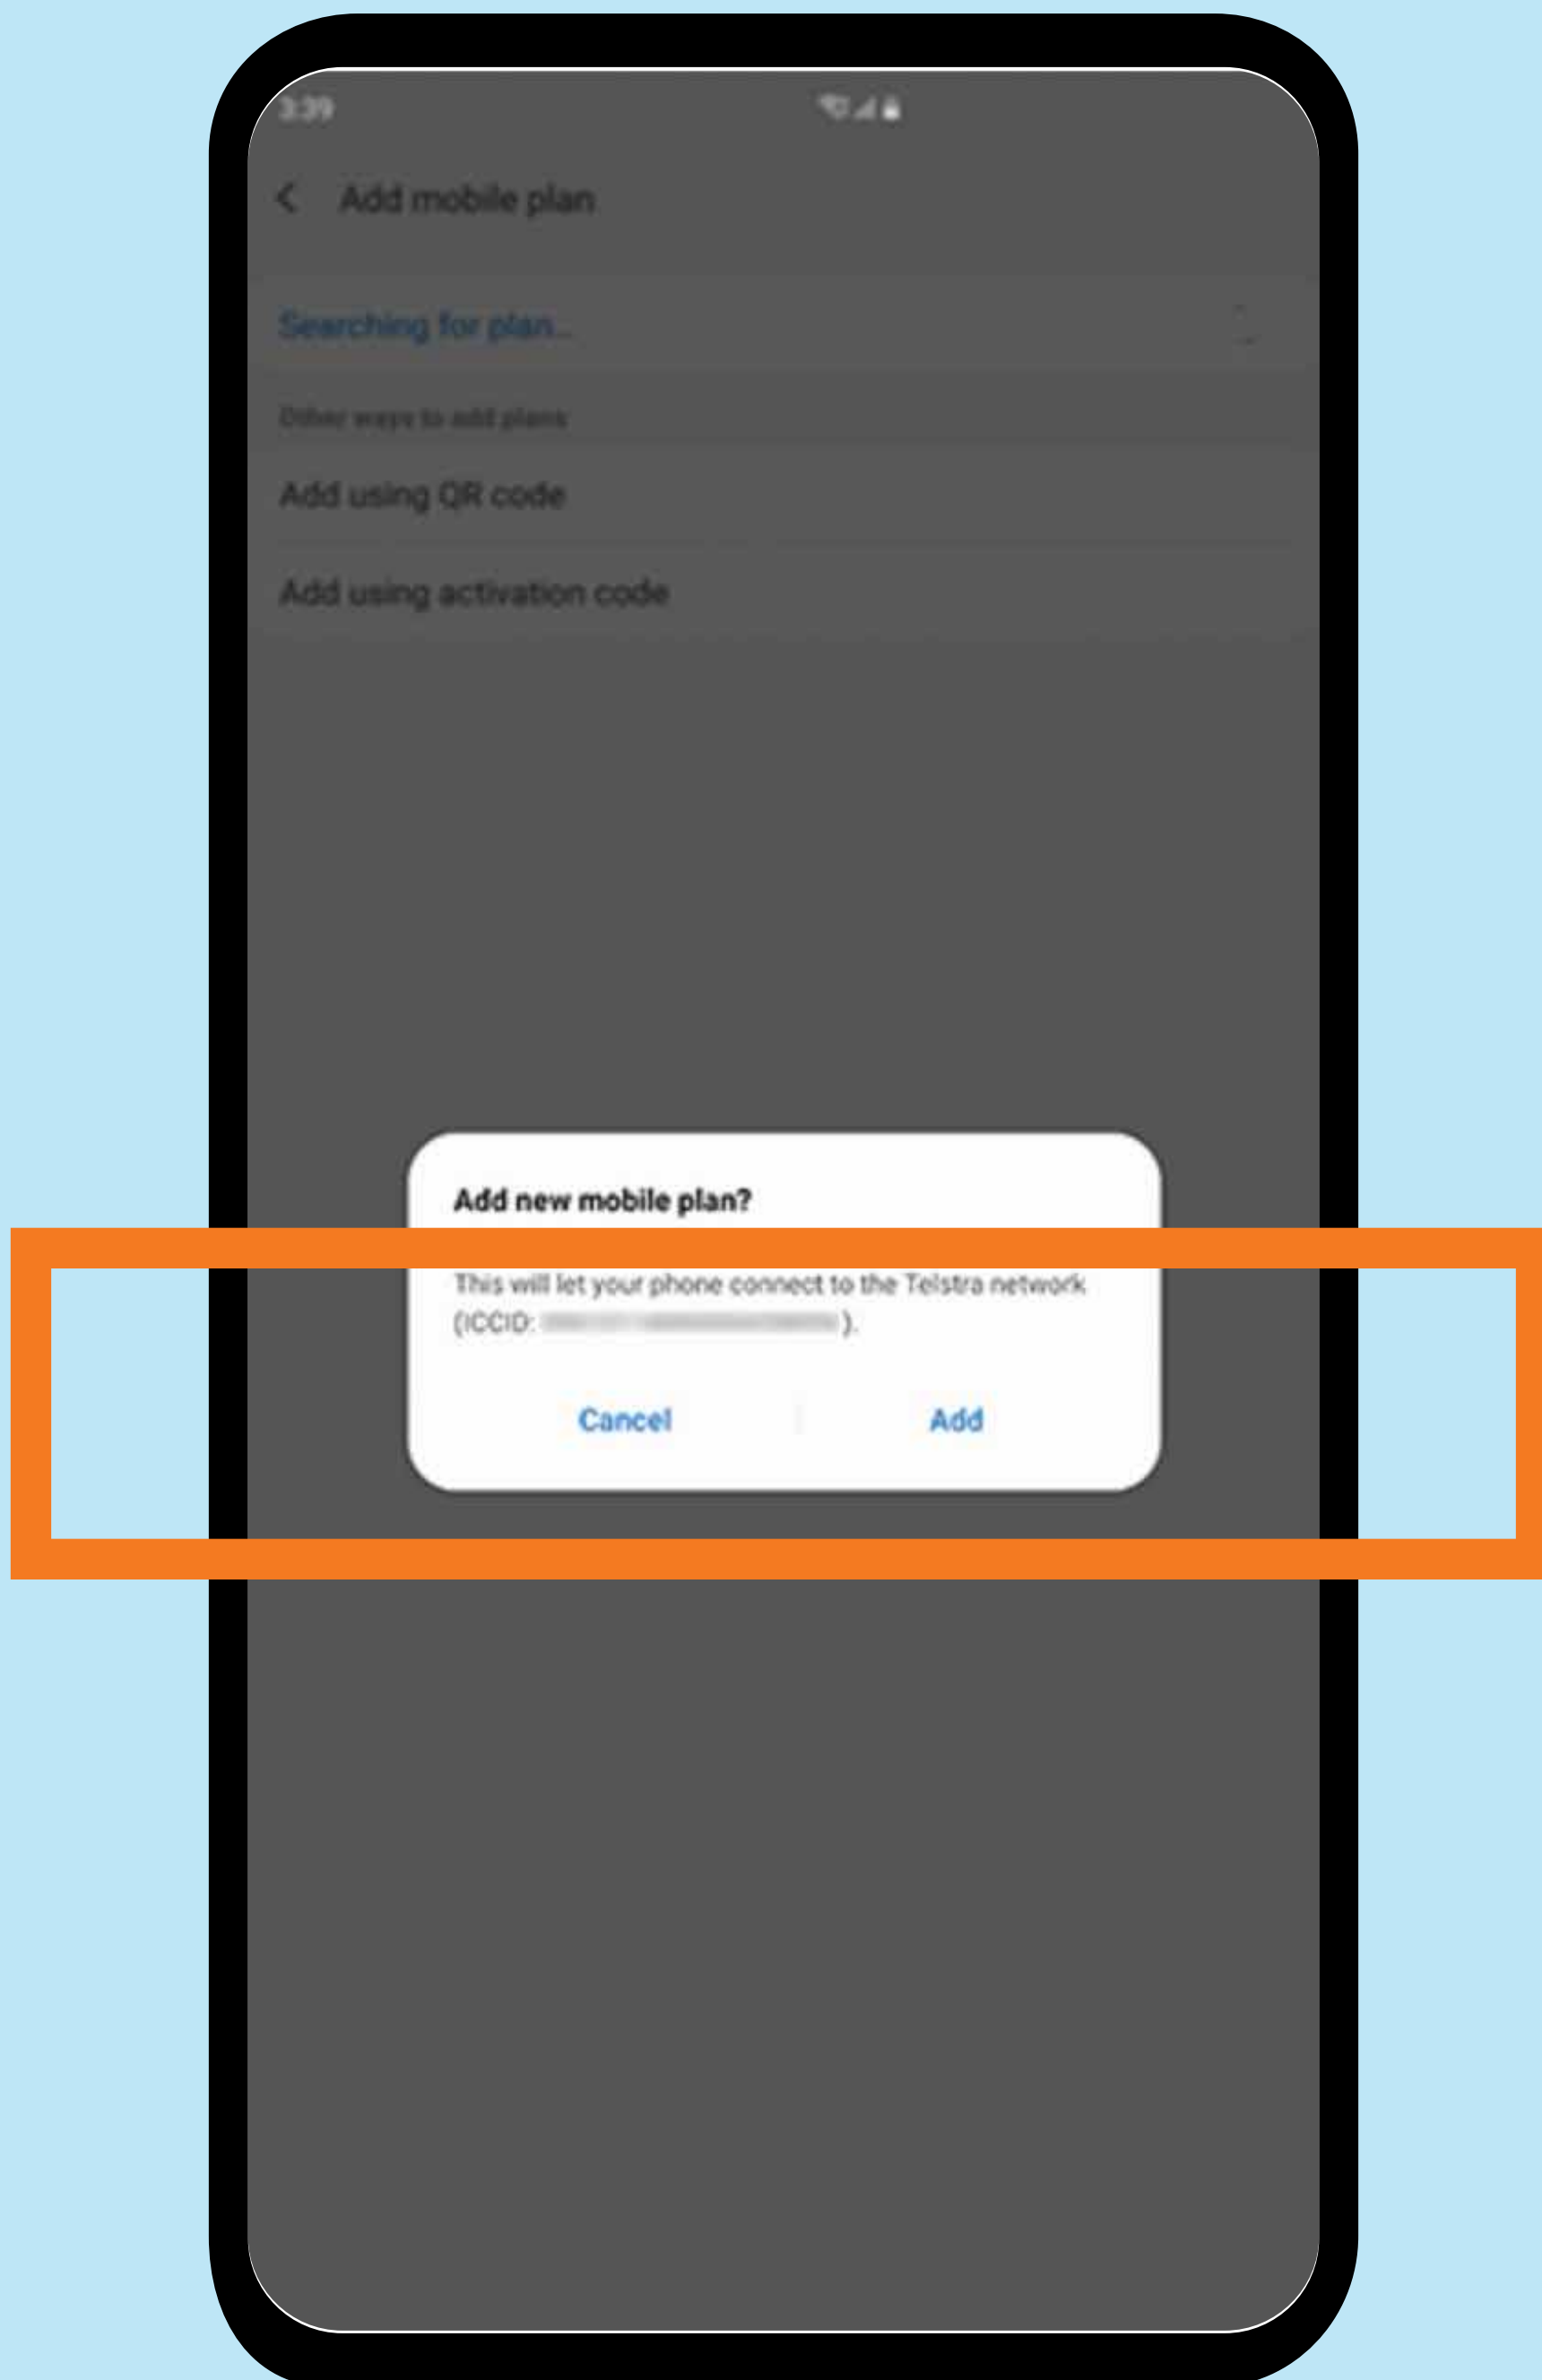 3:39
Add mobile plan
Searching for plan...
Other ways to add plans
Add using QR code
Add using activation code
Add new mobile plan?
This will let your phone connect to the Telstra network
(ICCID: ).
Cancel
Add